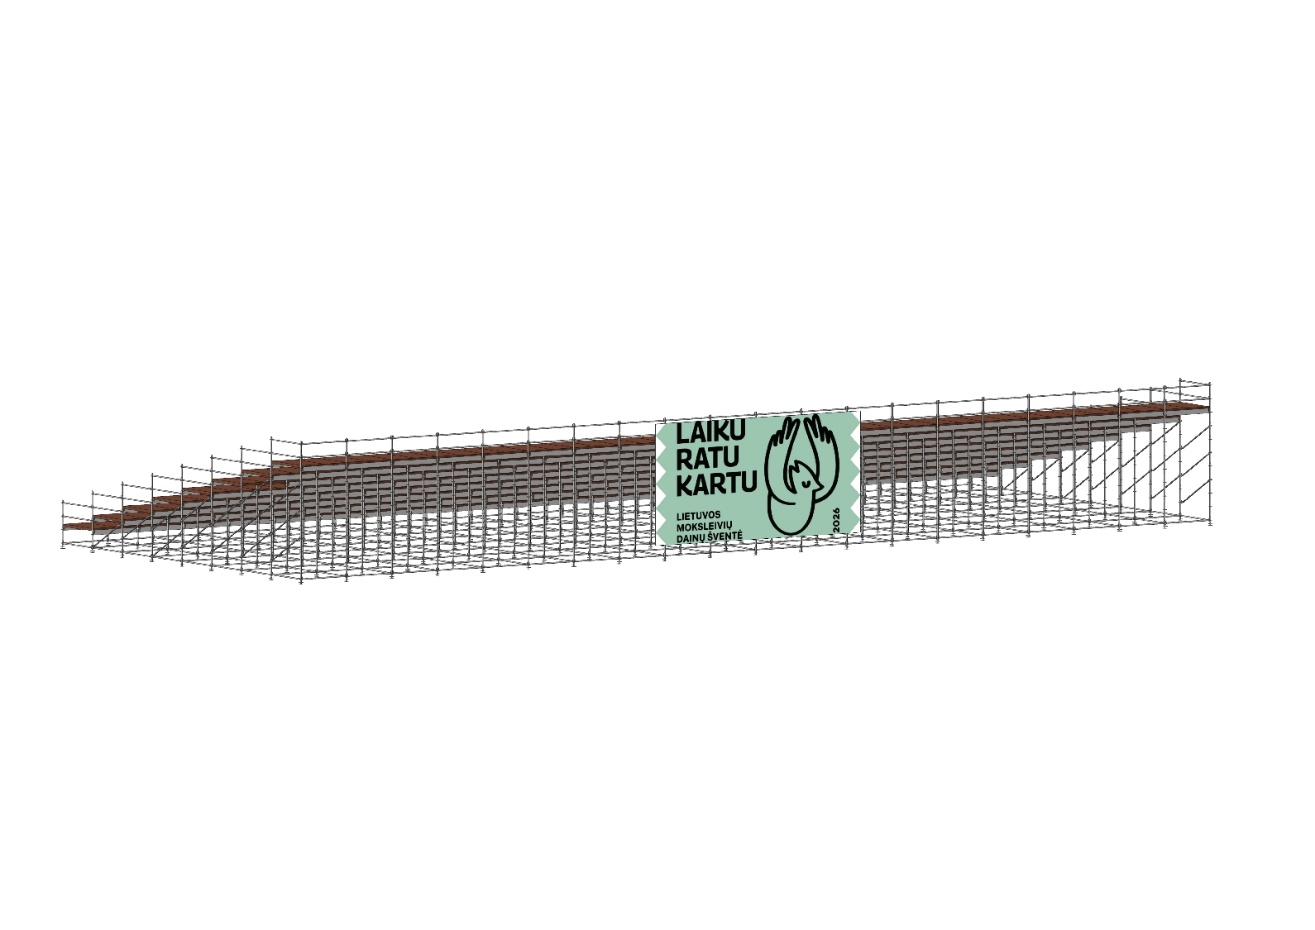 LAIKU
RATU
KARTU
LIETUVOS
MOKSLEIVIŲ
DAINŲ ŠVENTĖ
2026